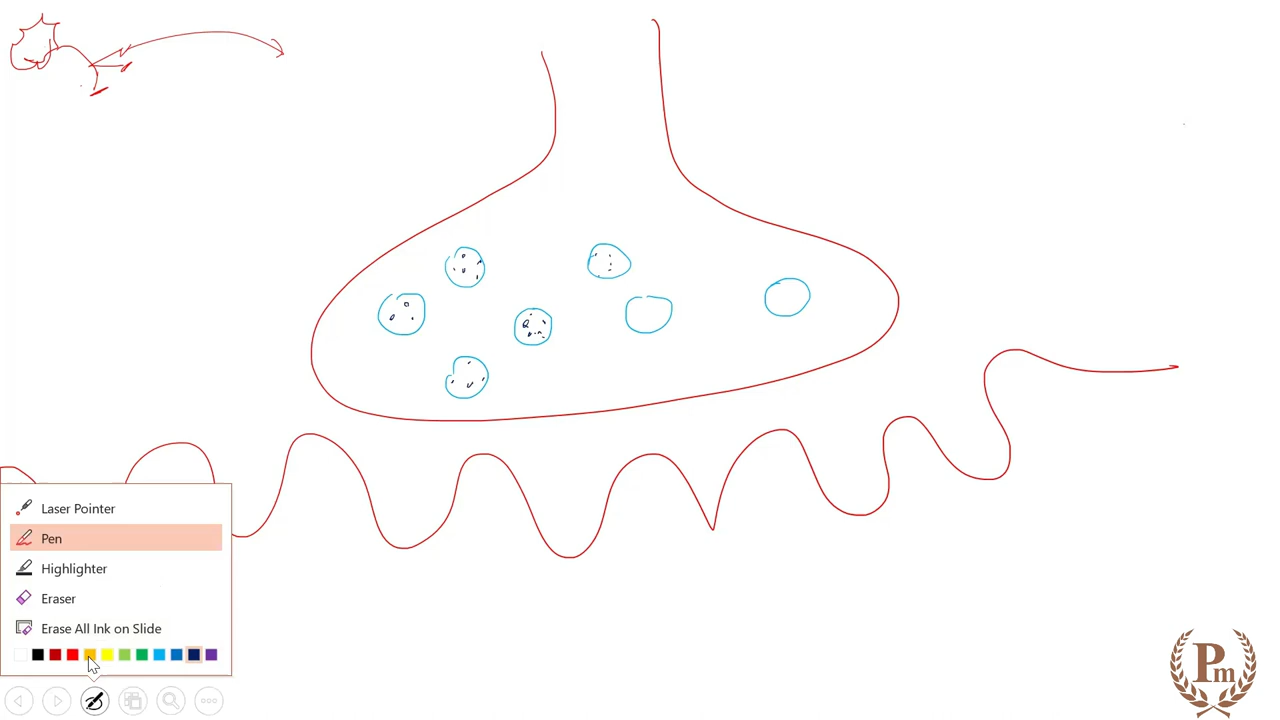 Laser Pointer
Pen
Highlighter
Eraser
Erase All Ink on Slide
Pm